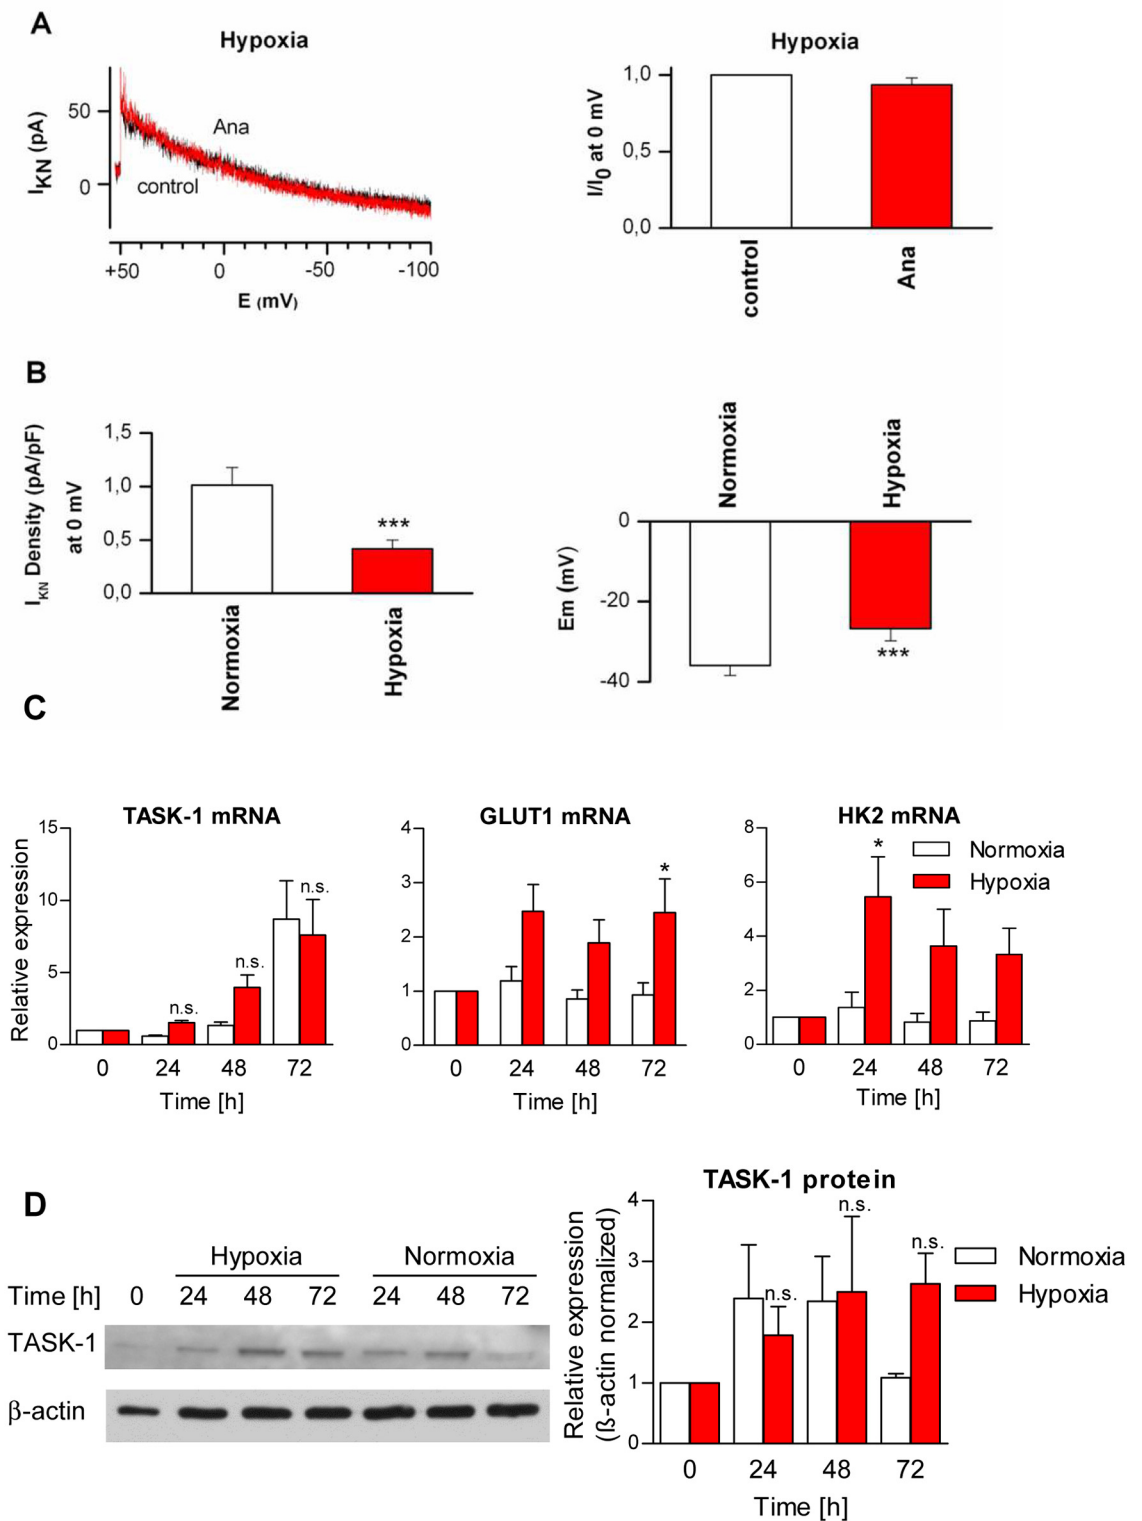 A
Hypoxia
I_KN (pA)
50
0
Ana
control
+50 0 -50 -100
E (mV)
Hypoxia
I/I0 at 0 mV
1,0
0,5
0,0
control
Ana
B
I_KN Density (pA/pF)
at 0 mV
1,5
1,0
0,5
0,0
***
Normoxia
Hypoxia
Normoxia
Hypoxia
Em (mV)
0
-20
-40
***
C
TASK-1 mRNA
Relative expression
15
10
5
0
n.s.
n.s.
n.s.
0 24 48 72
Time [h]
GLUT1 mRNA
4
3
2
1
0
*
0 24 48 72
Time [h]
HK2 mRNA
8
6
4
2
0
*
Normoxia
Hypoxia
0 24 48 72
Time [h]
D
Hypoxia Normoxia
Time [h] 0 24 48 72 24 48 72
TASK-1
β-actin
TASK-1 protein
Relative expression
(ß-actin normalized)
4
3
2
1
0
n.s.
n.s.
n.s.
Normoxia
Hypoxia
0 24 48 72
Time [h]